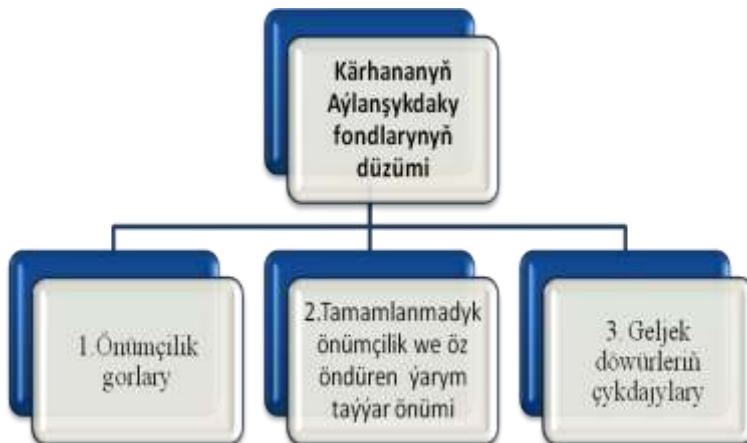 Kärhananyň
Aýlanşykdaky
fondlarynyň
düzümi
1.Önümçilik
gorlary
2.Tamamlanmadyk
önümçilik we öz
öndüren ýarym
taýýar önümi
3. Geljek
döwürleriň
çykdajylary